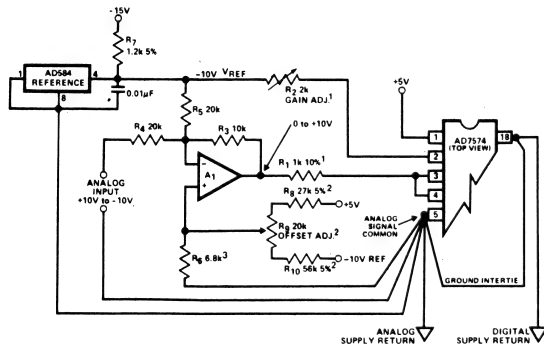 -15V
R7
1.2k 5%
AD584
REFERENCE
1
4
8
0.01µF
-10V VREF
R2 2k
GAIN ADJ.1
R5 20k
R4 20k
R3 10k
0 to +10V
+5V
AD7574
(TOP VIEW)
1
2
3
4
5
18
A1
-
+
R1 1k 10%1
R8 27k 5%2
+5V
R9 20k
OFFSET ADJ.2
-10V REF
R10 56k 5%2
R6 6.8k3
ANALOG
INPUT
+10V to -10V
ANALOG
SIGNAL
COMMON
GROUND INTERTIE
ANALOG
SUPPLY RETURN
DIGITAL
SUPPLY RETURN